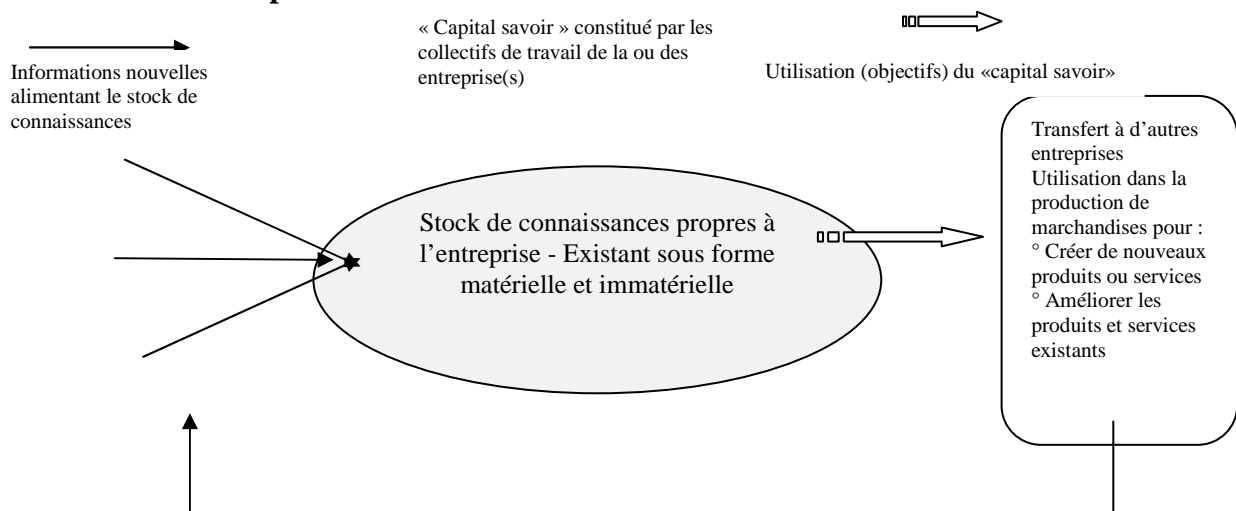 « Capital savoir » constitué par les
collectifs de travail de la ou des
entreprise(s)
Informations nouvelles
alimentant le stock de
connaissances
Utilisation (objectifs) du «capital savoir»
Stock de connaissances propres à
l’entreprise - Existant sous forme
matérielle et immatérielle
Transfert à d’autres
entreprises
Utilisation dans la
production de
marchandises pour :
° Créer de nouveaux
produits ou services
° Améliorer les
produits et services
existants